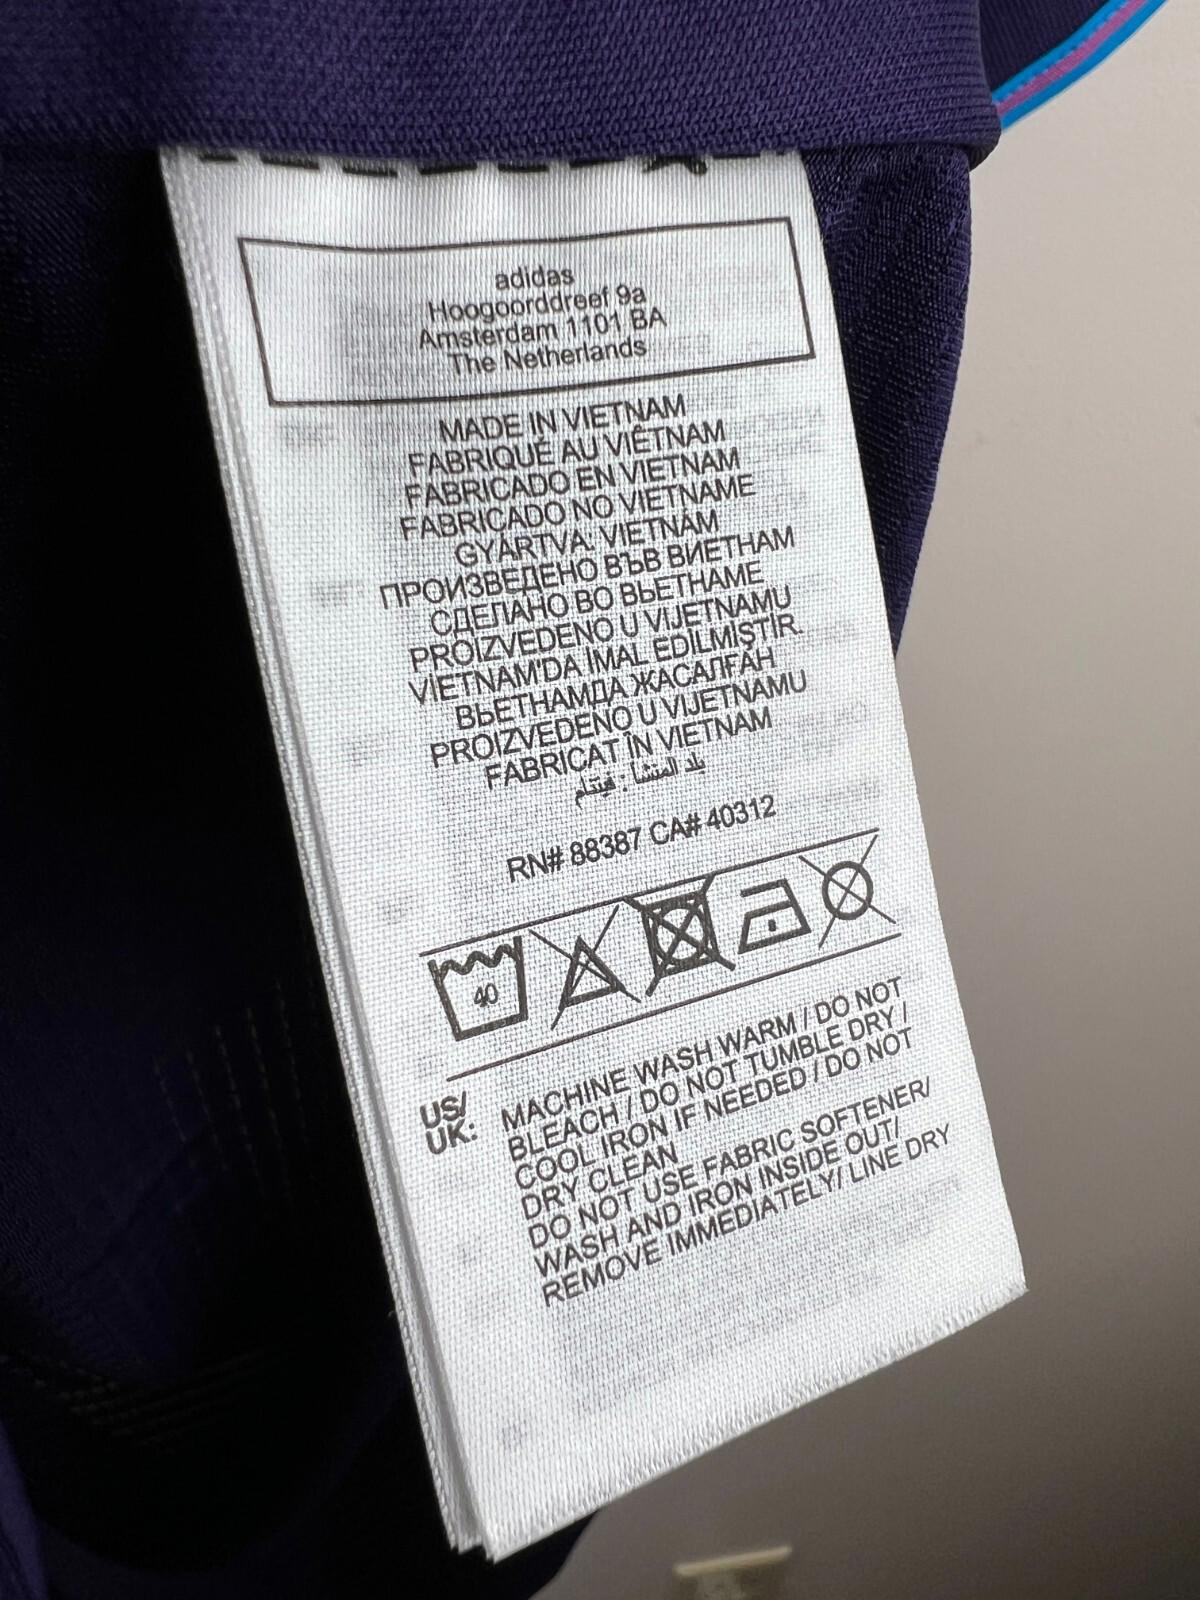 adidas
Hoogoorddreef 9a
Amsterdam 1101 BA
The Netherlands
MADE IN VIETNAM
FABRIQUÉ AU VIÊTNAM
FABRICADO EN VIETNAM
FABRICADO NO VIETNAME
GYÁRTVA: VIETNÁM
ПРОИЗВЕДЕНО ВЪВ ВИЕТНАМ
СДЕЛАНО ВО ВЬЕТНАМЕ
PROIZVEDENO U VIJETNAMU
VIETNAM'DA İMAL EDİLMİŞTİR.
ВЬЕТНАМДА ЖАСАЛҒАН
PROIZVEDENO U VIJETNAMU
FABRICAT ÎN VIETNAM
بلد المنشأ : فيتنام
RN# 88387 CA# 40312
40
US/ UK:
MACHINE WASH WARM / DO NOT
BLEACH / DO NOT TUMBLE DRY /
COOL IRON IF NEEDED / DO NOT
DRY CLEAN
DO NOT USE FABRIC SOFTENER/
WASH AND IRON INSIDE OUT/
REMOVE IMMEDIATELY/ LINE DRY